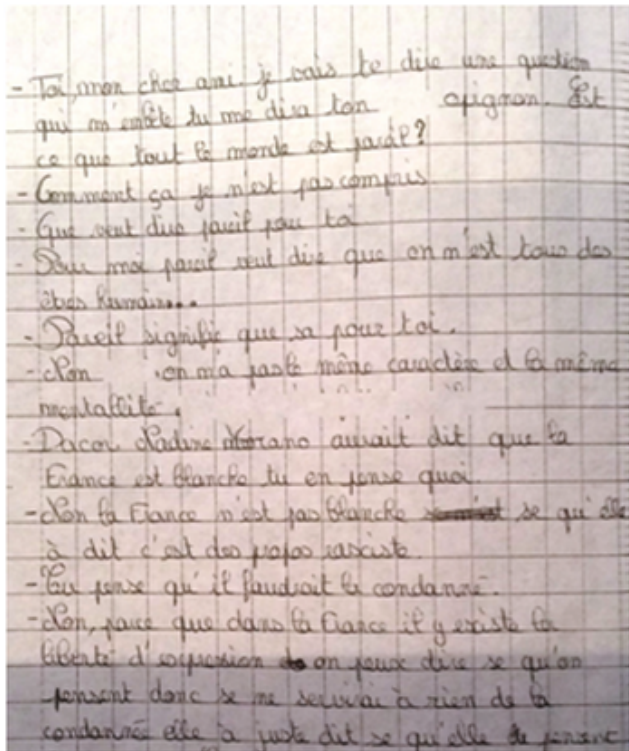 - Toi, mon cher ami je vais te dire une question
qui m'embête tu me dira ton opignon. Est
ce que tout le monde est pareil?
- Comment ça je n'est pas compris
- Que veut dire pareil pour toi
- Pour moi pareil veut dire que on n'est tous des
êtres humain...
- Pareil signifie que sa pour toi.
- Non on n'a pas le même caractère et la même
mentallité.
- Dacor Nadine Morano aurait dit que la
France est blanche tu en pense quoi
- Non la France n'est pas blanche se qu'elle
à dit c'est des propos rasciste.
- Tu pense qu'il faudrait la condanné.
- Non, parce que dans la France il y existe la
liberté d'expression on peux dire se qu'on
pensent donc se ne servirai à rien de la
condannée elle à juste dit se qu'elle